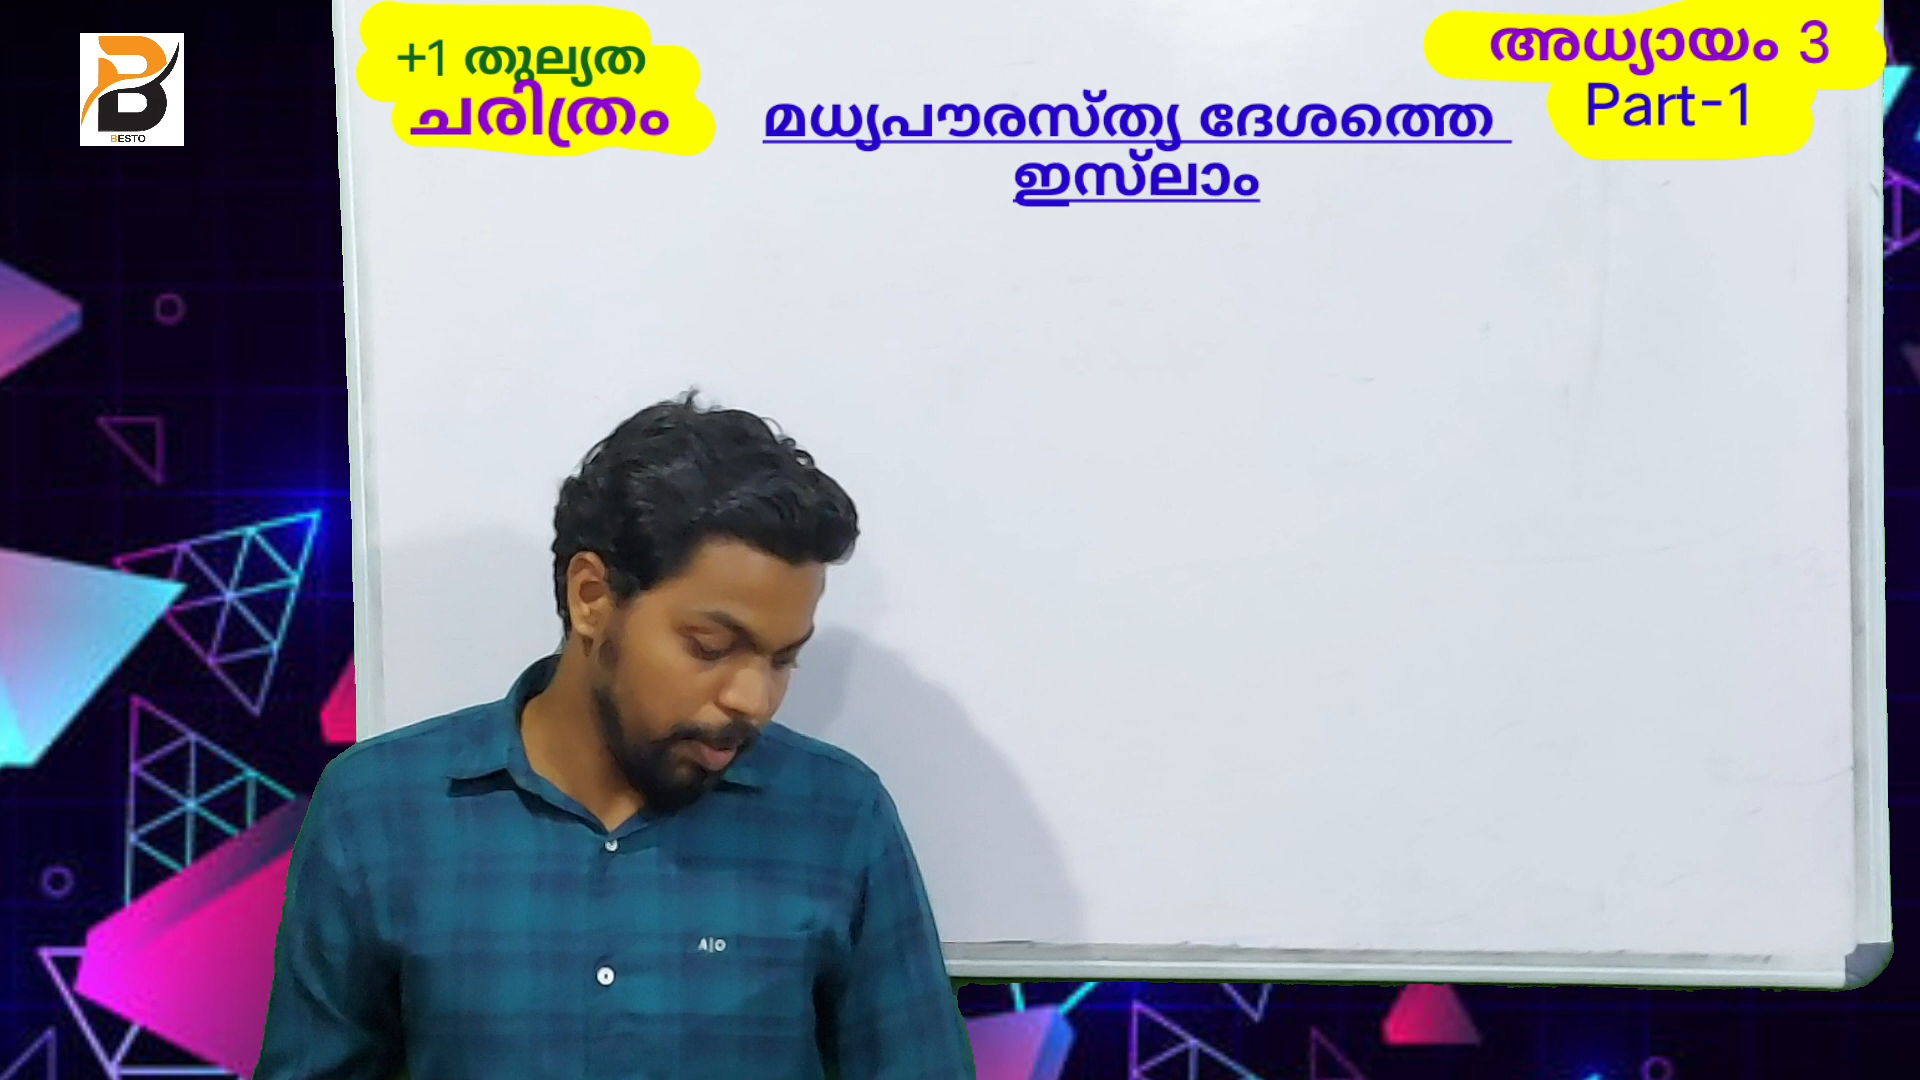 BESTO
+1 തുല്യത
ചരിത്രം
മധ്യപൗരസ്ത്യ ദേശത്തെ
ഇസ്‌ലാം
അധ്യായം 3
Part-1
A|O